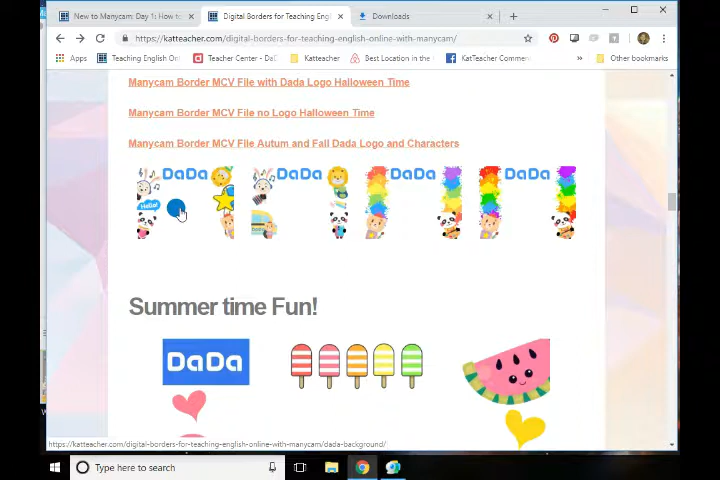 New to Manycam: Day 1: How to
Digital Borders for Teaching Engl
Downloads
https://katteacher.com/digital-borders-for-teaching-english-online-with-manycam/
Apps
Teaching English Onl
Teacher Center - DaD
Katteacher
Best Location in the
KatTeacher Commen
Other bookmarks
Manycam Border MCV File with Dada Logo Halloween Time
Manycam Border MCV File no Logo Halloween Time
Manycam Border MCV File Autum and Fall Dada Logo and Characters
DaDa DaDa DaDa DaDa
Hello!
Summer time Fun!
DaDa
https://katteacher.com/digital-borders-for-teaching-english-online-with-manycam/dada-background/
Type here to search